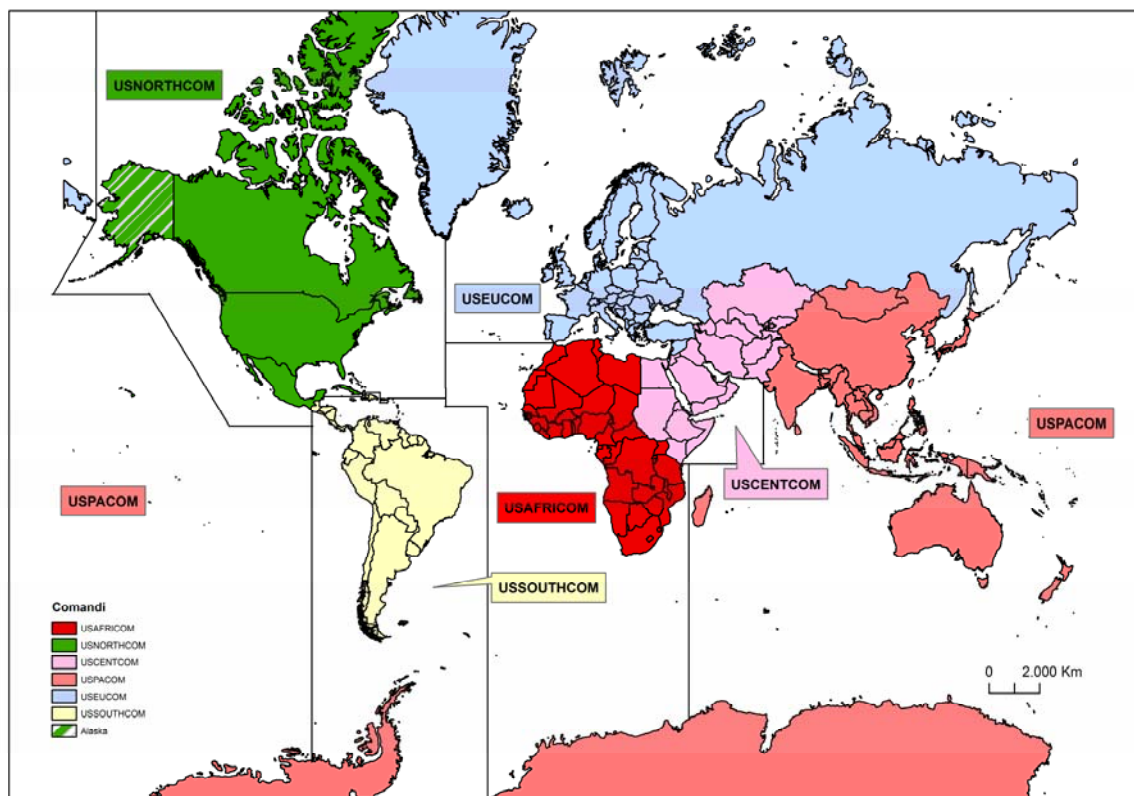 USNORTHCOM
USEUCOM
USPACOM
USCENTCOM
USPACOM
USAFRICOM
USSOUTHCOM
Comandi
USAFRICOM
USNORTHCOM
USCENTCOM
USPACOM
USEUCOM
USSOUTHCOM
Alaska
0 2.000 Km